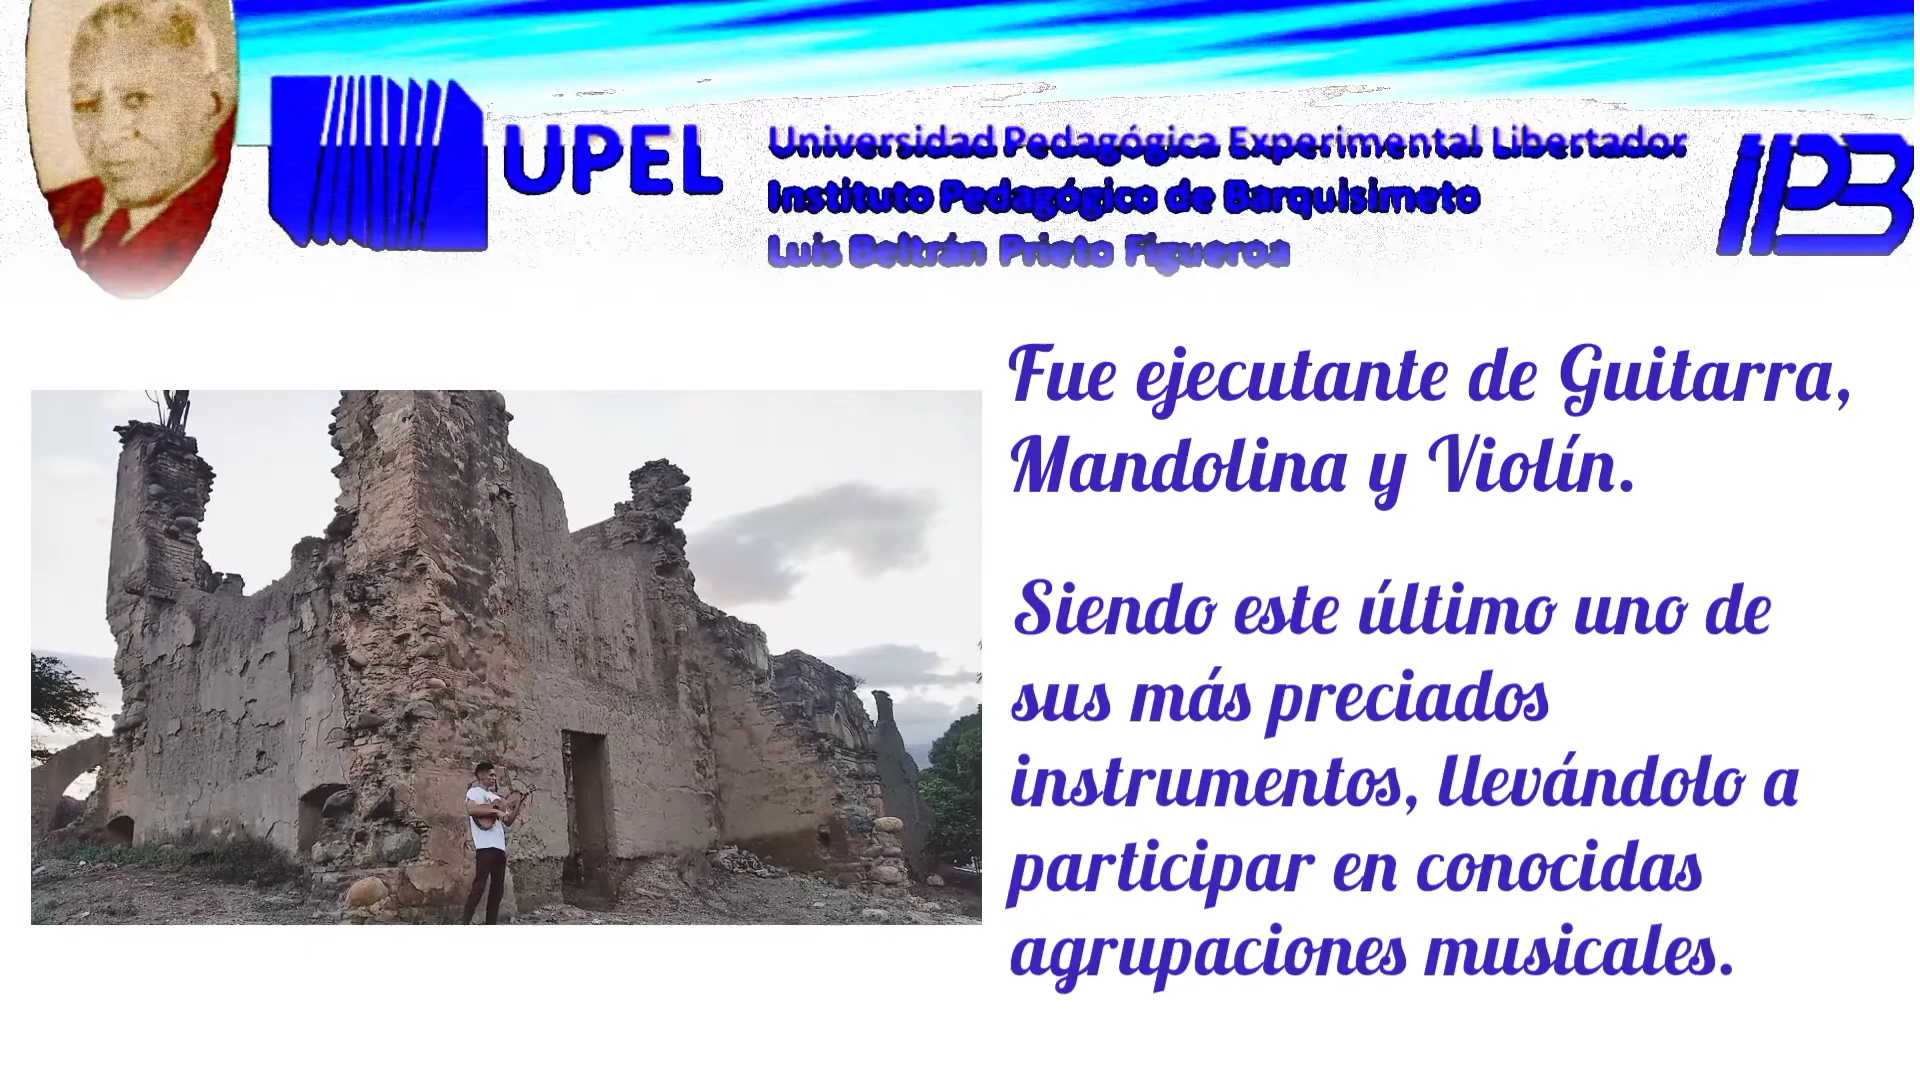 UPEL
Universidad Pedagógica Experimental Libertador
Instituto Pedagógico de Barquisimeto
Luis Beltrán Prieto Figueroa
IPB
Fue ejecutante de Guitarra,
Mandolina y Violín.
Siendo este último uno de
sus más preciados
instrumentos, llevándolo a
participar en conocidas
agrupaciones musicales.